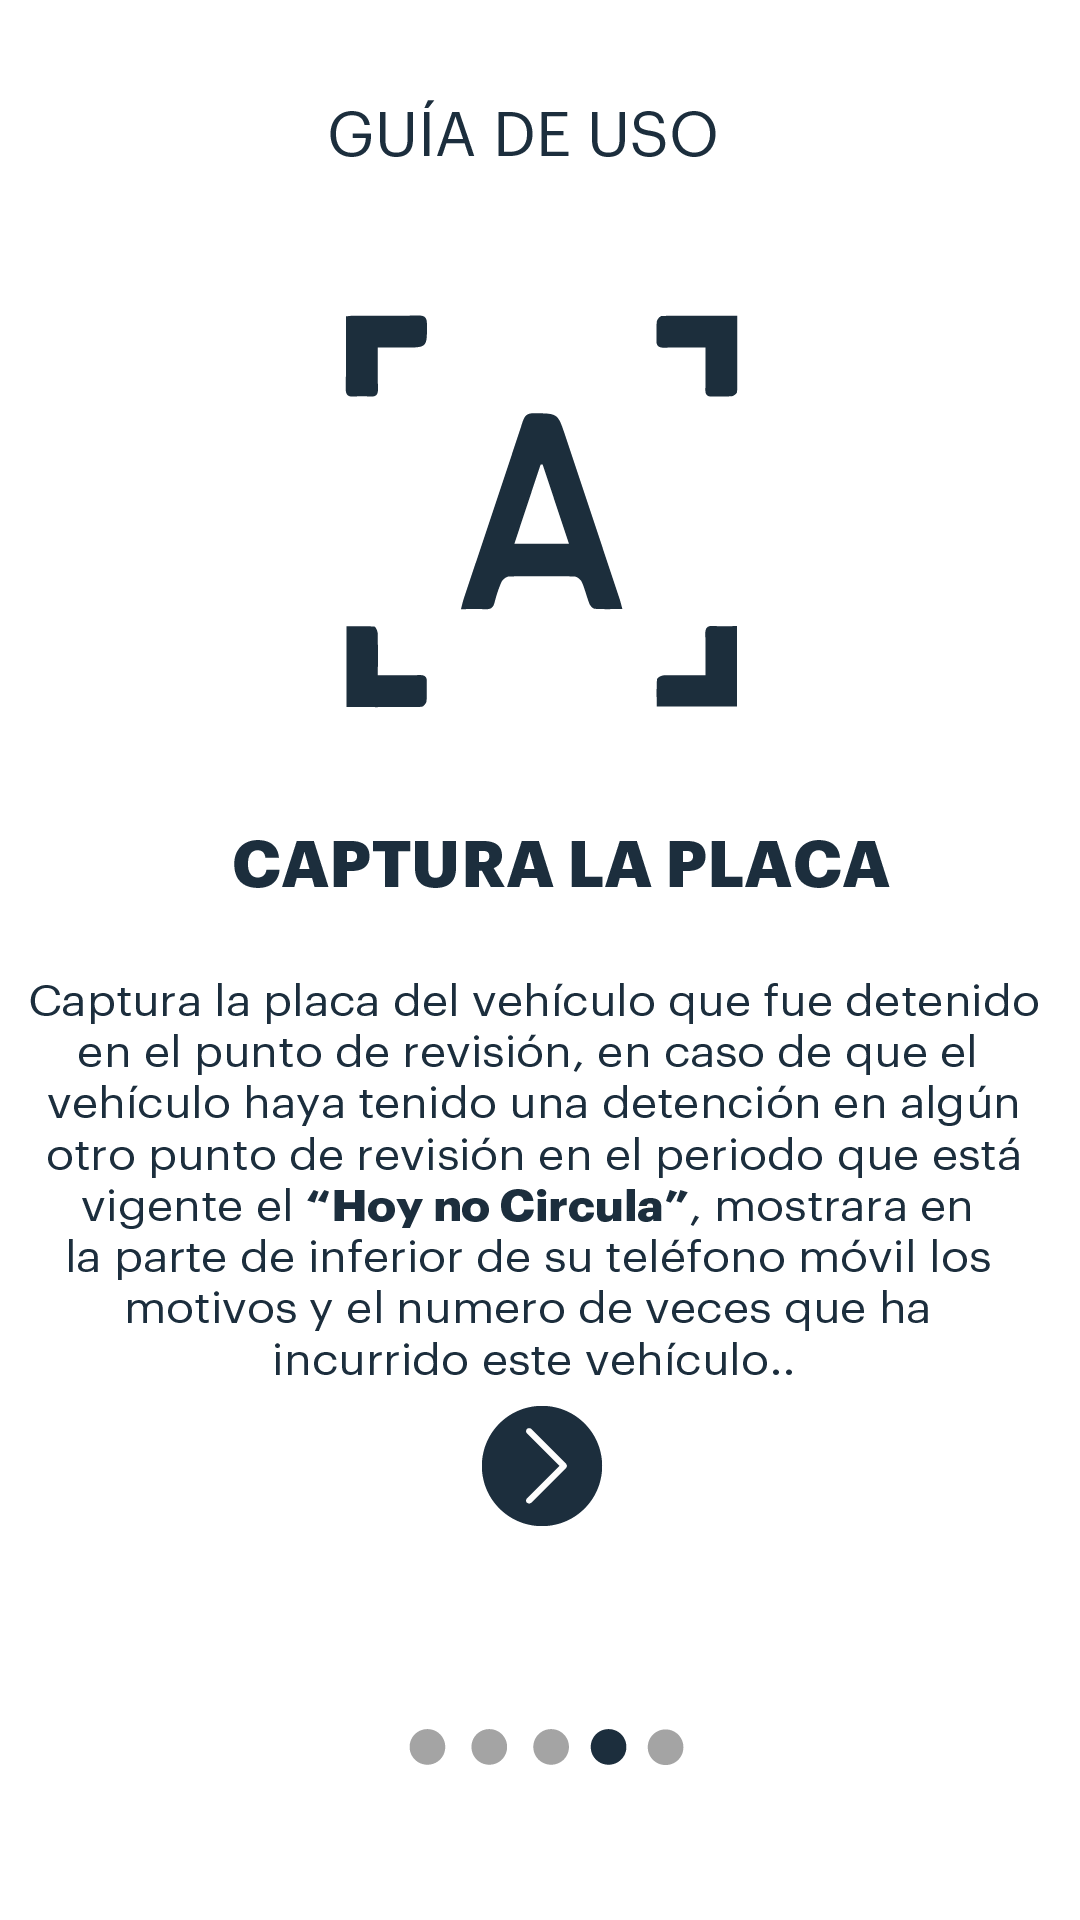 GUÍA DE USO
A
CAPTURA LA PLACA
Captura la placa del vehículo que fue detenido
en el punto de revisión, en caso de que el
vehículo haya tenido una detención en algún
otro punto de revisión en el periodo que está
vigente el “Hoy no Circula”, mostrara en
la parte de inferior de su teléfono móvil los
motivos y el numero de veces que ha
incurrido este vehículo..